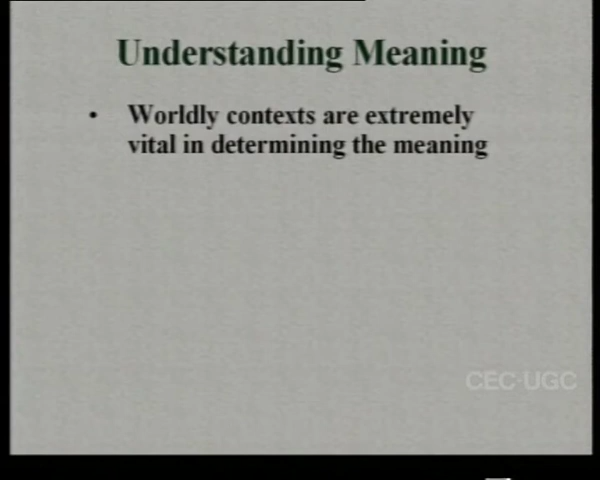 Understanding Meaning
• Worldly contexts are extremely
vital in determining the meaning
CEC-UGC